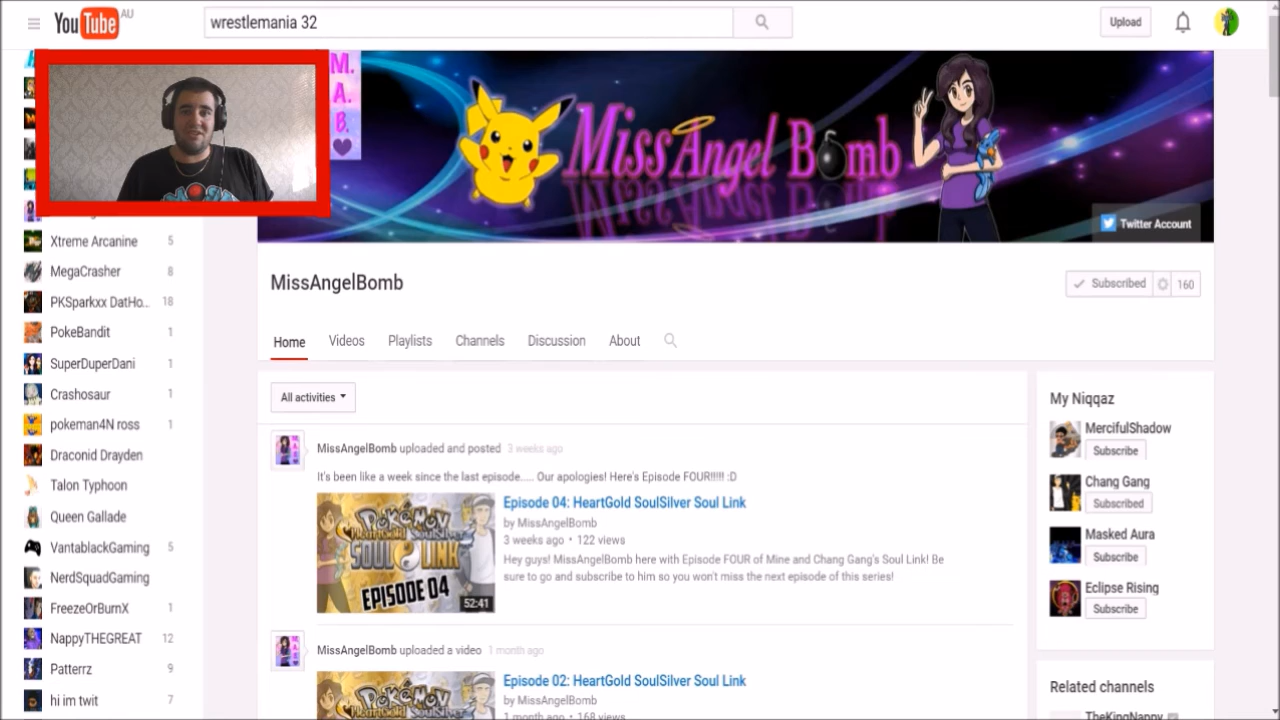 YouTube AU
wrestlemania 32
Upload
M.
A.
B.
Miss Angel Bomb
Twitter Account
Xtreme Arcanine 5
MegaCrasher 8
PKSparkxx DatHo... 18
PokeBandit 1
SuperDuperDani 1
Crashosaur 1
pokeman4N ross 1
Draconid Drayden
Talon Typhoon
Queen Gallade
VantablackGaming 5
NerdSquadGaming
FreezeOrBurnX 1
NappyTHEGREAT 12
Patterrz 9
hi im twit 7
MissAngelBomb
Subscribed 160
Home Videos Playlists Channels Discussion About
All activities
MissAngelBomb uploaded and posted 3 weeks ago
It's been like a week since the last episode..... Our apologies! Here's Episode FOUR!!!!! :D
POKéMON
HeartGold SoulSilver
SOUL LINK
EPISODE 04
52:41
Episode 04: HeartGold SoulSilver Soul Link
by MissAngelBomb
3 weeks ago • 122 views
Hey guys! MissAngelBomb here with Episode FOUR of Mine and Chang Gang's Soul Link! Be
sure to go and subscribe to him so you won't miss the next episode of this series!
MissAngelBomb uploaded a video 1 month ago
POKéMON
Episode 02: HeartGold SoulSilver Soul Link
by MissAngelBomb
1 month ago • 168 views
My Niqqaz
MercifulShadow
Subscribe
Chang Gang
Subscribed
Masked Aura
Subscribe
Eclipse Rising
Subscribe
Related channels
TheKingNappy